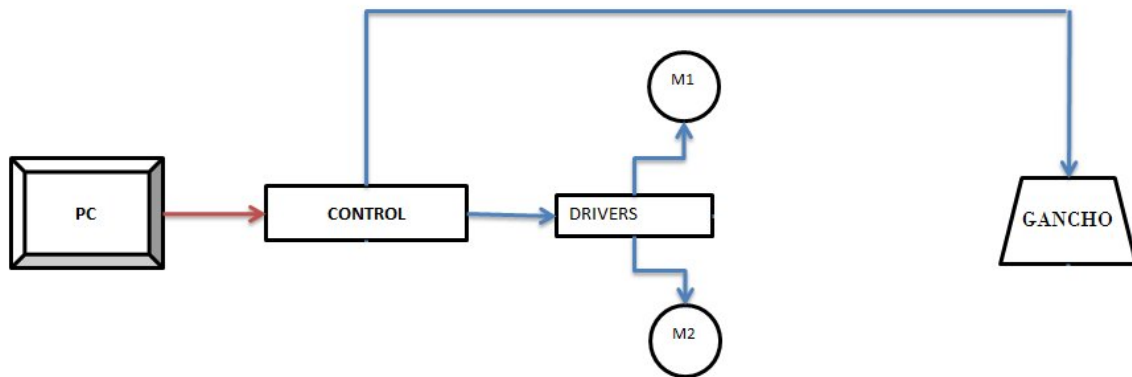 M1
PC
CONTROL
DRIVERS
GANCHO
M2